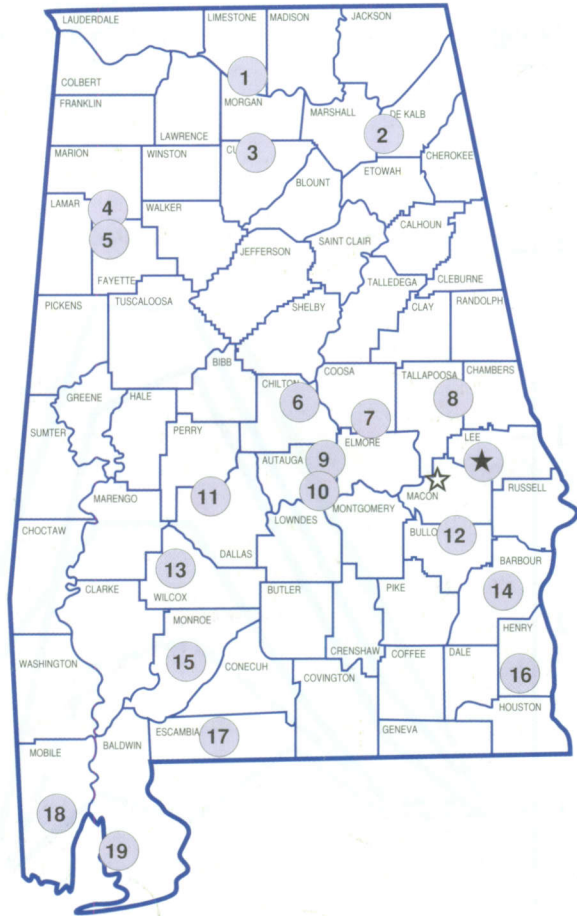 LAUDERDALE
LIMESTONE
MADISON
JACKSON
1
COLBERT
FRANKLIN
LAWRENCE
MORGAN
MARSHALL
DE KALB
2
CU
3
MARION
WINSTON
BLOUNT
ETOWAH
CHEROKEE
LAMAR
4
WALKER
5
FAYETTE
JEFFERSON
SAINT CLAIR
CALHOUN
TALLEDEGA
CLEBURNE
PICKENS
TUSCALOOSA
SHELBY
CLAY
RANDOLPH
BIBB
CHILTON
COOSA
TALLAPOOSA
CHAMBERS
6
7
8
GREENE
HALE
SUMTER
PERRY
AUTAUGA
9
ELMORE
LEE
10
11
MACON
RUSSELL
MARENGO
LOWNDES
MONTGOMERY
CHOCTAW
DALLAS
BULLO
12
13
BARBOUR
14
CLARKE
WILCOX
BUTLER
PIKE
MONROE
HENRY
15
CONECUH
CRENSHAW
COFFEE
DALE
16
WASHINGTON
COVINGTON
HOUSTON
ESCAMBIA
17
GENEVA
MOBILE
BALDWIN
18
19